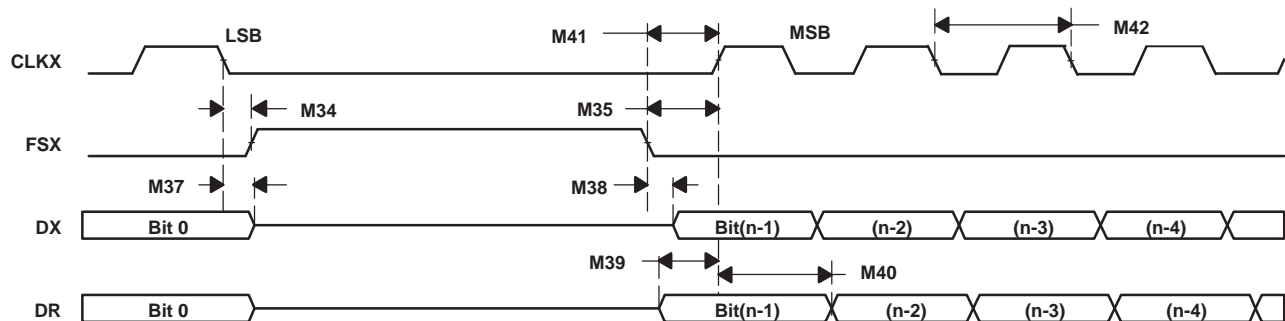 LSB
M41
MSB
M42
CLKX
M34
M35
FSX
M37
M38
DX
Bit 0
Bit(n-1)
(n-2)
(n-3)
(n-4)
M39
M40
DR
Bit 0
Bit(n-1)
(n-2)
(n-3)
(n-4)